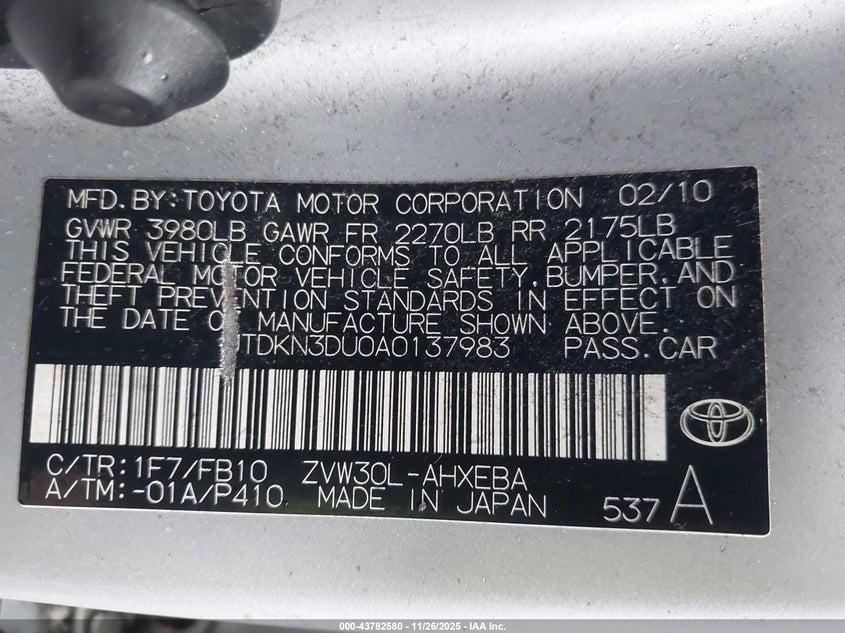 MFD. BY: TOYOTA MOTOR CORPORATION 02/10
GVWR 3980LB GAWR FR 2270LB RR 2175LB
THIS VEHICLE CONFORMS TO ALL APPLICABLE
FEDERAL MOTOR VEHICLE SAFETY, BUMPER, AND
THEFT PREVENTION STANDARDS IN EFFECT ON
THE DATE OF MANUFACTURE SHOWN ABOVE.
JTDKN3DU0A0137983 PASS.CAR
C/TR: 1F7/FB10 ZVW30L-AHXEBA
A/TM: -01A/P410 MADE IN JAPAN
537 A
000-43782580 - 11/26/2025 - IAA Inc.